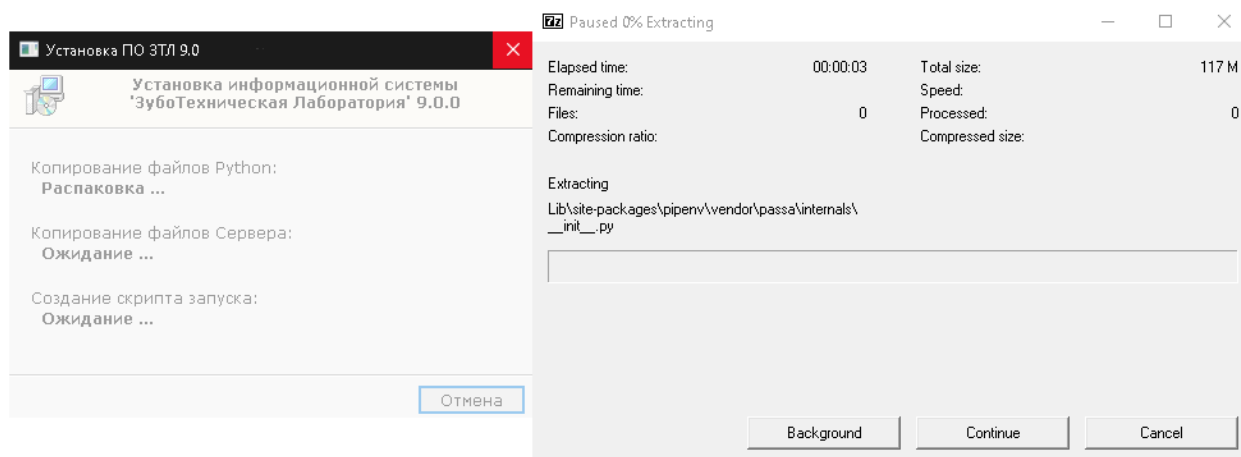 Установка ПО ЗТЛ 9.0
Установка информационной системы
'ЗубоТехническая Лаборатория' 9.0.0
Копирование файлов Python:
Распаковка ...
Копирование файлов Сервера:
Ожидание ...
Создание скрипта запуска:
Ожидание ...
Отмена
7z Paused 0% Extracting
Elapsed time: 00:00:03 Total size: 117 M
Remaining time: Speed:
Files: 0 Processed: 0
Compression ratio: Compressed size:
Extracting
Lib\site-packages\pipenv\vendor\passa\internals\
__init__.py
Background Continue Cancel